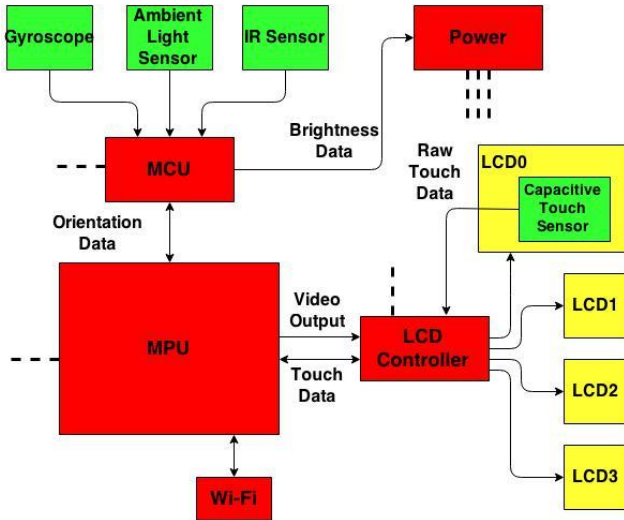 Gyroscope
Ambient
Light
Sensor
IR Sensor
Power
MCU
Brightness
Data
Raw
Touch
Data
LCD0
Capacitive
Touch
Sensor
Orientation
Data
MPU
Video
Output
LCD
Controller
Touch
Data
LCD1
LCD2
LCD3
Wi-Fi